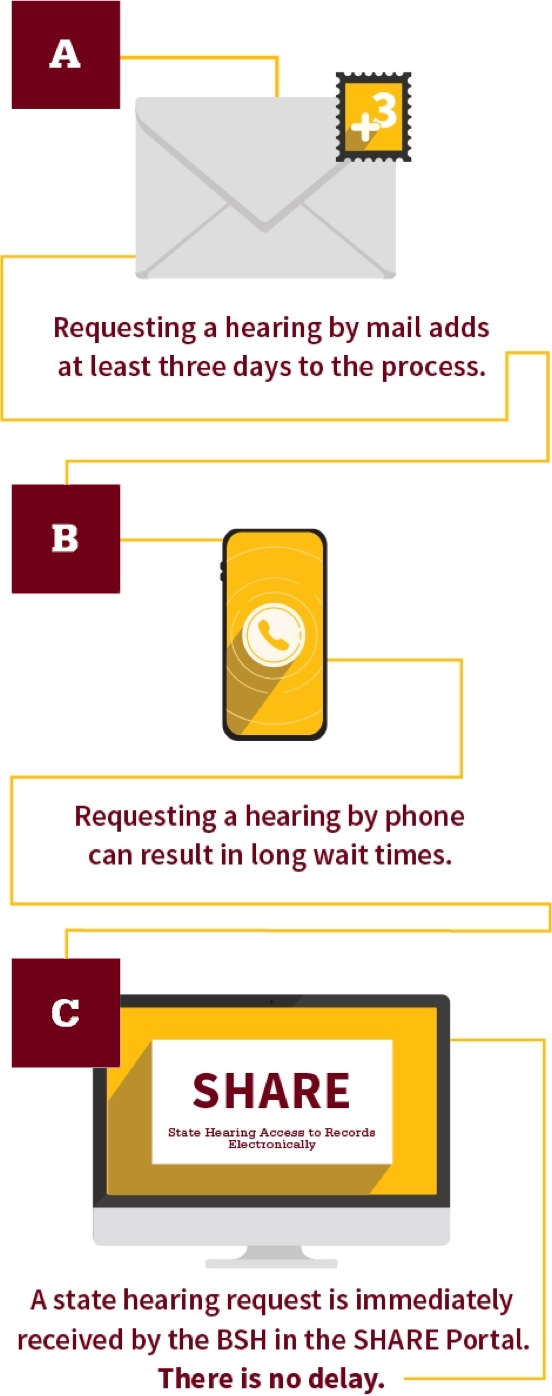 A
+3
Requesting a hearing by mail adds
at least three days to the process.
B
Requesting a hearing by phone
can result in long wait times.
C
SHARE
State Hearing Access to Records
Electronically
A state hearing request is immediately
received by the BSH in the SHARE Portal.
There is no delay.